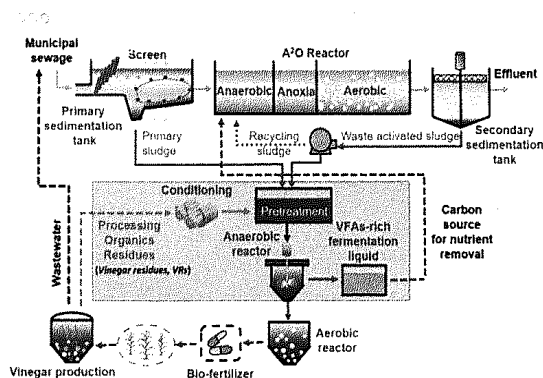 Municipal
sewage
Screen
A²O Reactor
Anaerobic
Anoxia
Aerobic
Effluent
Primary
sedimentation
tank
Primary
sludge
Recycling
sludge
Waste activated sludge
Secondary
sedimentation
tank
Conditioning
Pretreatment
Processing
Organics
Residues
(Vinegar residues, VRs)
Anaerobic
reactor
VFAs-rich
fermentation
liquid
Carbon
source
for nutrient
removal
Wastewater
Aerobic
reactor
Vinegar production
Bio-fertilizer